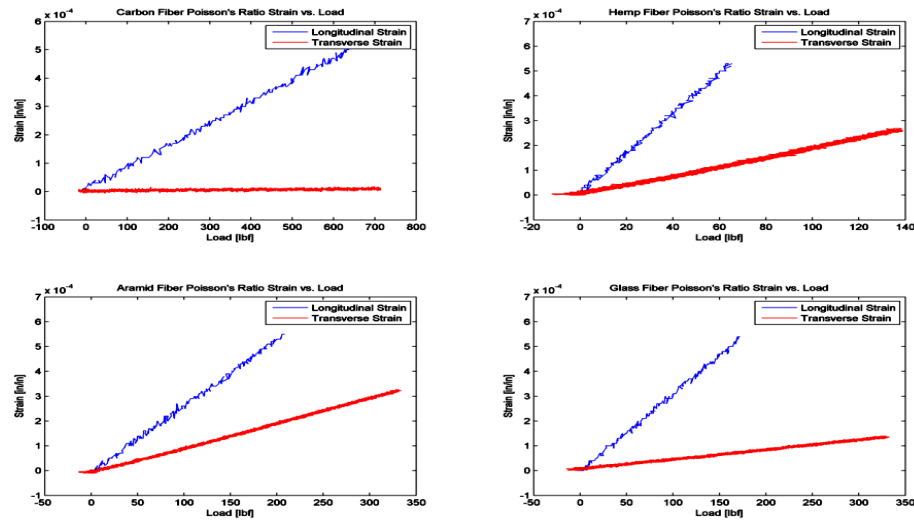 Carbon Fiber Poisson's Ratio Strain vs. Load
x 10⁻⁴
Longitudinal Strain
Transverse Strain
Strain [in/in]
6
5
4
3
2
1
0
-1
-100 0 100 200 300 400 500 600 700 800
Load [lbf]
Hemp Fiber Poisson's Ratio Strain vs. Load
x 10⁻⁴
Longitudinal Strain
Transverse Strain
Strain [in/in]
7
6
5
4
3
2
1
0
-1
-20 0 20 40 60 80 100 120 140
Load [lbf]
Aramid Fiber Poisson's Ratio Strain vs. Load
x 10⁻⁴
Longitudinal Strain
Transverse Strain
Strain [in/in]
7
6
5
4
3
2
1
0
-1
-50 0 50 100 150 200 250 300 350
Load [lbf]
Glass Fiber Poisson's Ratio Strain vs. Load
x 10⁻⁴
Longitudinal Strain
Transverse Strain
Strain [in/in]
7
6
5
4
3
2
1
0
-1
-50 0 50 100 150 200 250 300 350
Load [lbf]